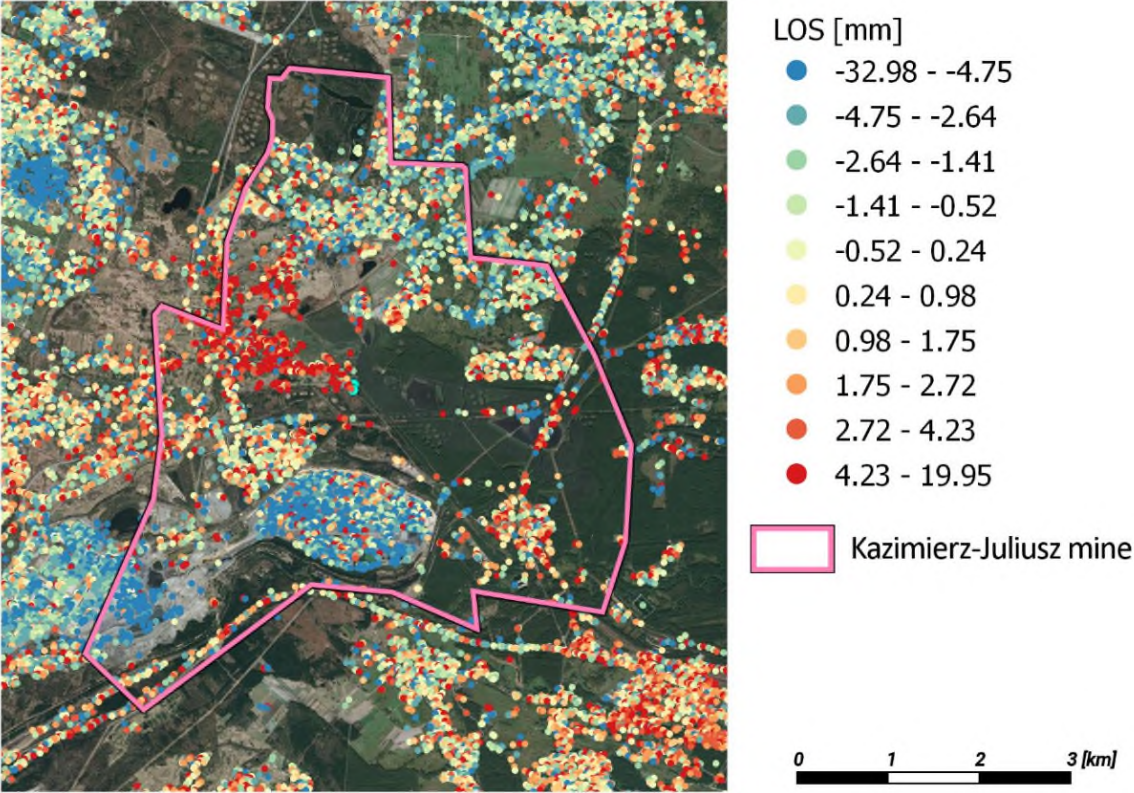 LOS [mm]
-32.98 - -4.75
-4.75 - -2.64
-2.64 - -1.41
-1.41 - -0.52
-0.52 - 0.24
0.24 - 0.98
0.98 - 1.75
1.75 - 2.72
2.72 - 4.23
4.23 - 19.95
Kazimierz-Juliusz mine
0 1 2 3 [km]